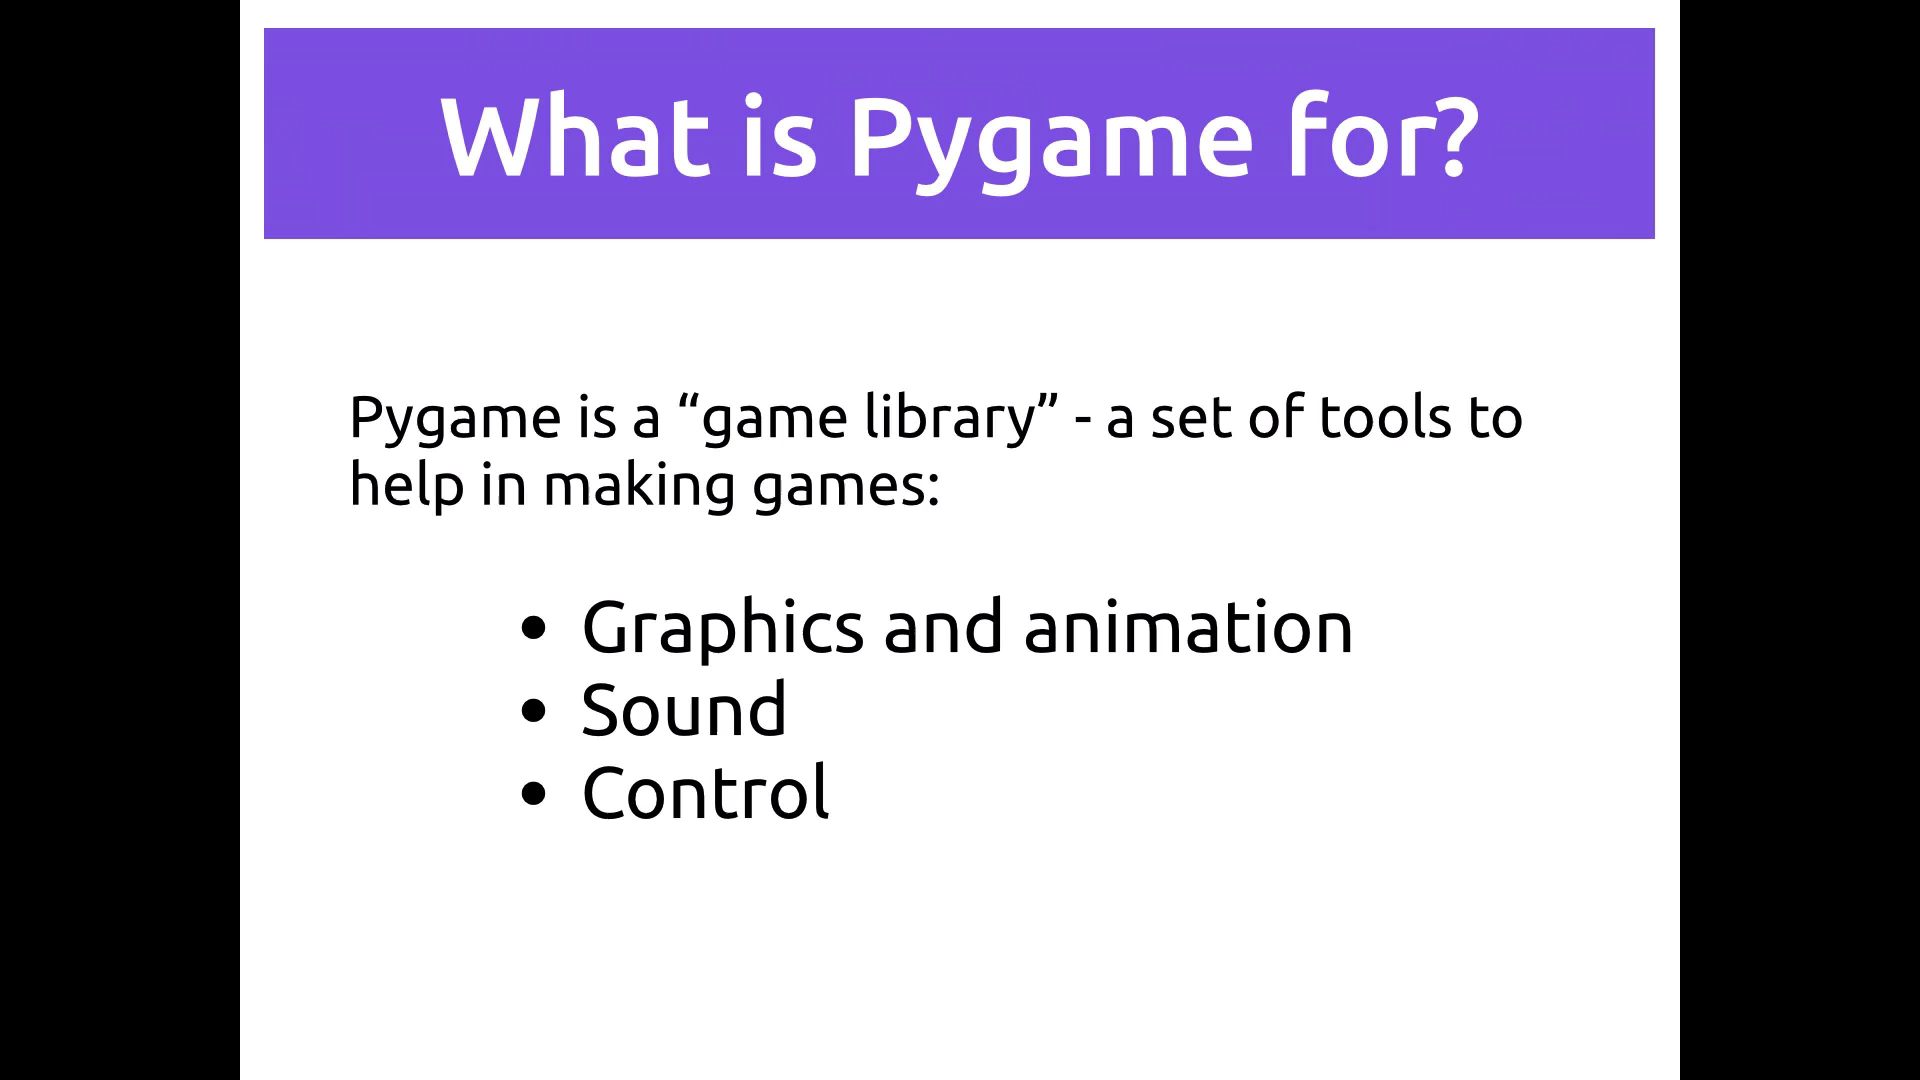 What is Pygame for?
Pygame is a “game library” - a set of tools to
help in making games:
• Graphics and animation
• Sound
• Control